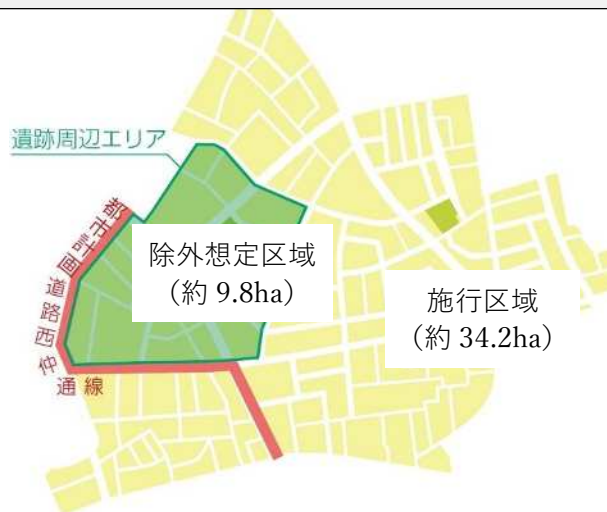 遺跡周辺エリア
都市計画
道路西仲
通線
除外想定区域
（約 9.8ha）
施行区域
（約 34.2ha）